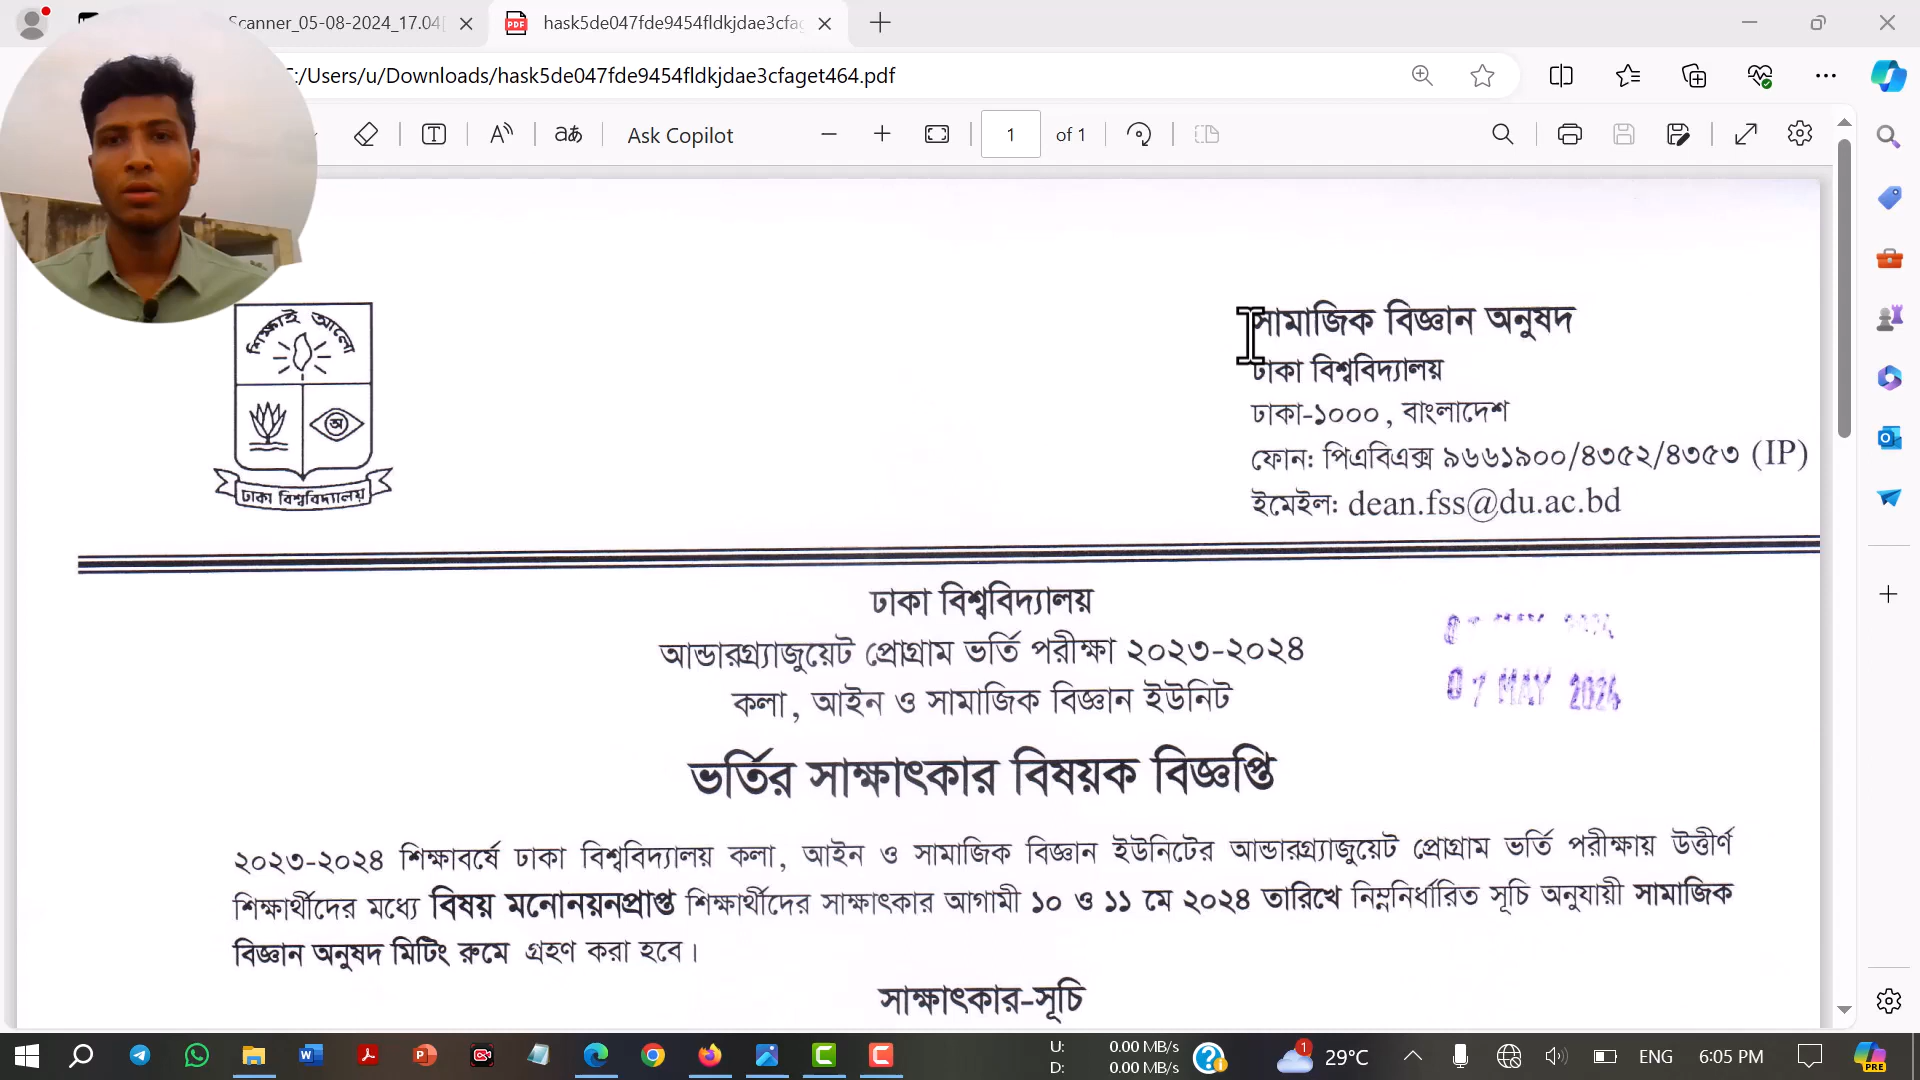 Scanner_05-08-2024_17.04
hask5de047fde9454fldkjdae3cfa
:/Users/u/Downloads/hask5de047fde9454fldkjdae3cfaget464.pdf
Ask Copilot
1 of 1
শিক্ষাই আলো
অ
ঢাকা বিশ্ববিদ্যালয়
সামাজিক বিজ্ঞান অনুষদ
ঢাকা বিশ্ববিদ্যালয়
ঢাকা-১০০০, বাংলাদেশ
ফোন: পিএবিএক্স ৯৬৬১৯০০/৪৩৫২/৪৩৫৩ (IP)
ইমেইল: dean.fss@du.ac.bd
ঢাকা বিশ্ববিদ্যালয়
আন্ডারগ্র্যাজুয়েট প্রোগ্রাম ভর্তি পরীক্ষা ২০২৩-২০২৪
কলা, আইন ও সামাজিক বিজ্ঞান ইউনিট
07 MAY 2024
ভর্তির সাক্ষাৎকার বিষয়ক বিজ্ঞপ্তি
২০২৩-২০২৪ শিক্ষাবর্ষে ঢাকা বিশ্ববিদ্যালয় কলা, আইন ও সামাজিক বিজ্ঞান ইউনিটের আন্ডারগ্র্যাজুয়েট প্রোগ্রাম ভর্তি পরীক্ষায় উত্তীর্ণ
শিক্ষার্থীদের মধ্যে বিষয় মনোনয়নপ্রাপ্ত শিক্ষার্থীদের সাক্ষাৎকার আগামী ১০ ও ১১ মে ২০২৪ তারিখে নিম্ননির্ধারিত সূচি অনুযায়ী সামাজিক
বিজ্ঞান অনুষদ মিটিং রুমে গ্রহণ করা হবে।
সাক্ষাৎকার-সূচি
U: 0.00 MB/s
D: 0.00 MB/s
1
29°C
ENG
6:05 PM
PRE